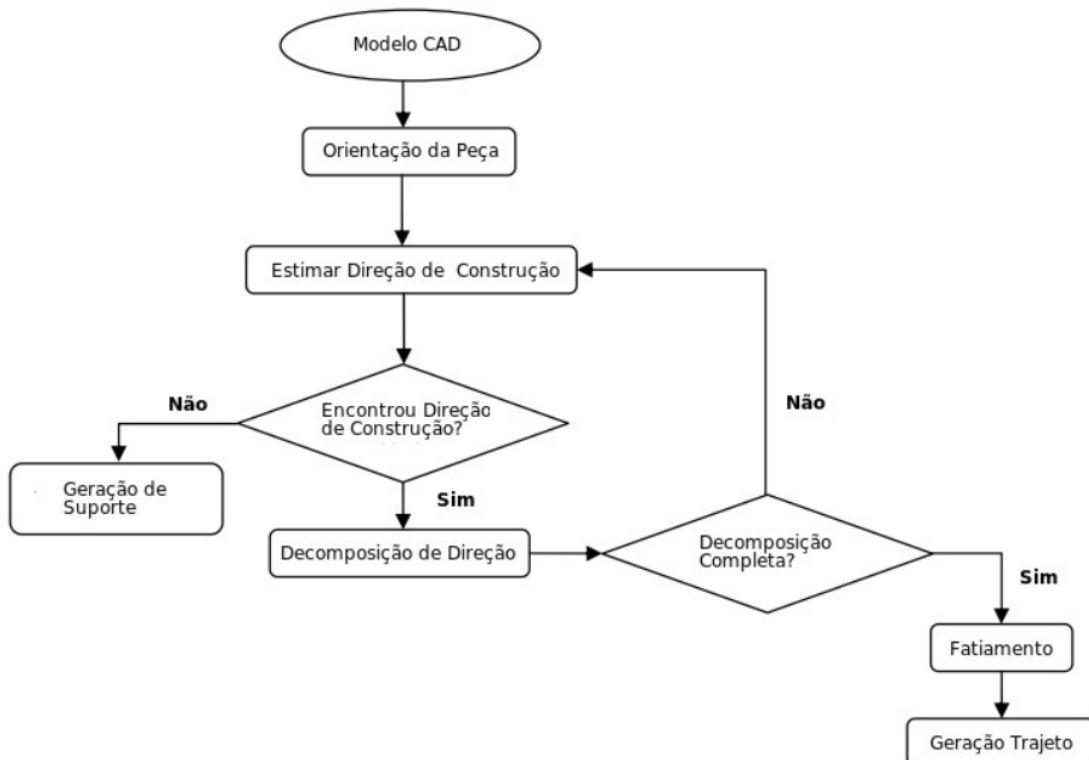 Modelo CAD
Orientação da Peça
Estimar Direção de Construção
Não
Encontrou Direção
de Construção?
Não
Geração de
Suporte
Sim
Decomposição de Direção
Decomposição
Completa?
Sim
Fatiamento
Geração Trajeto